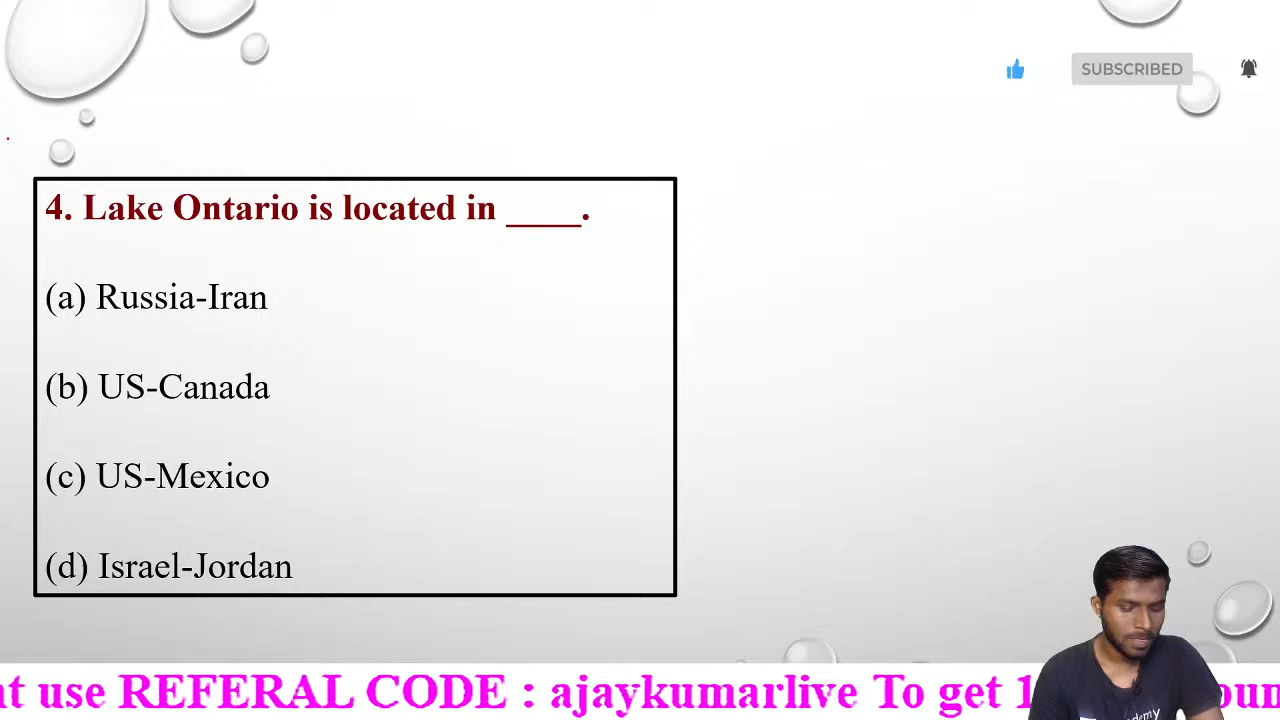 SUBSCRIBED
4. Lake Ontario is located in ____.
(a) Russia-Iran
(b) US-Canada
(c) US-Mexico
(d) Israel-Jordan
use REFERAL CODE : ajaykumarlive To get